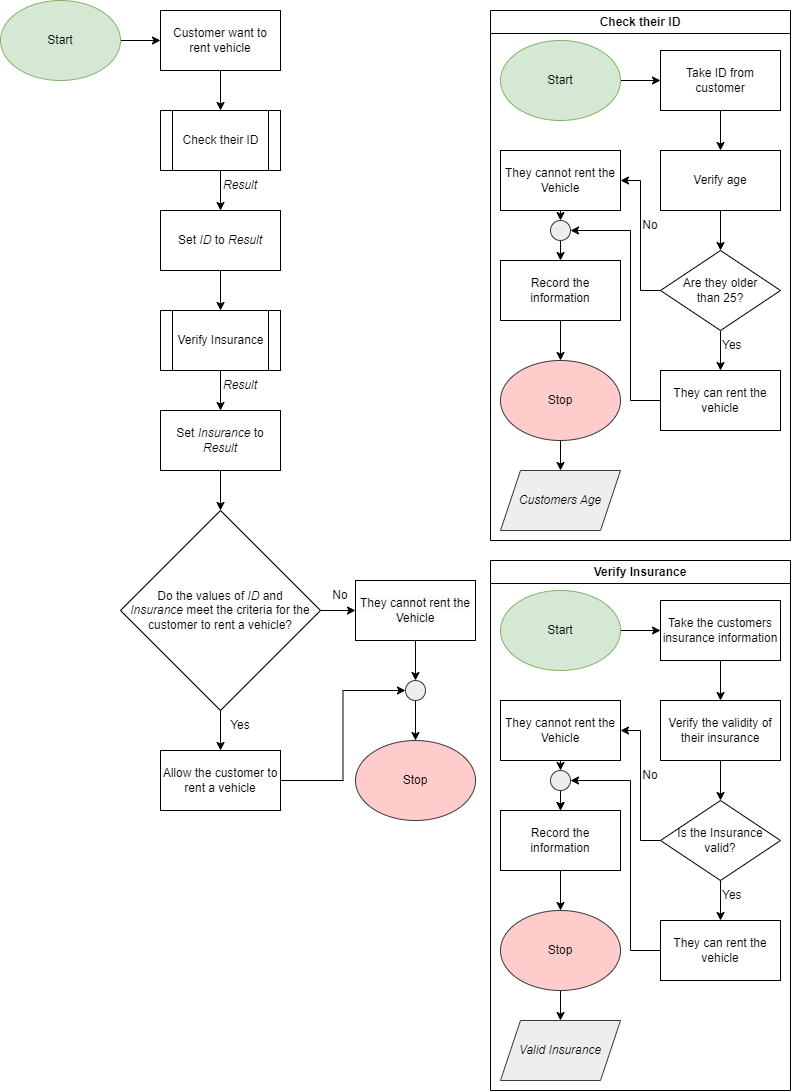 Start
Customer want to
rent vehicle
Check their ID
Result
Set ID to Result
Verify Insurance
Result
Set Insurance to
Result
Do the values of ID and
Insurance meet the criteria for the
customer to rent a vehicle?
No
They cannot rent the
Vehicle
Yes
Allow the customer to
rent a vehicle
Stop
Check their ID
Start
Take ID from
customer
Verify age
Are they older
than 25?
No
They cannot rent the
Vehicle
Yes
They can rent the
vehicle
Record the
information
Stop
Customers Age
Verify Insurance
Start
Take the customers
insurance information
Verify the validity of
their insurance
Is the Insurance
valid?
No
They cannot rent the
Vehicle
Yes
They can rent the
vehicle
Record the
information
Stop
Valid Insurance